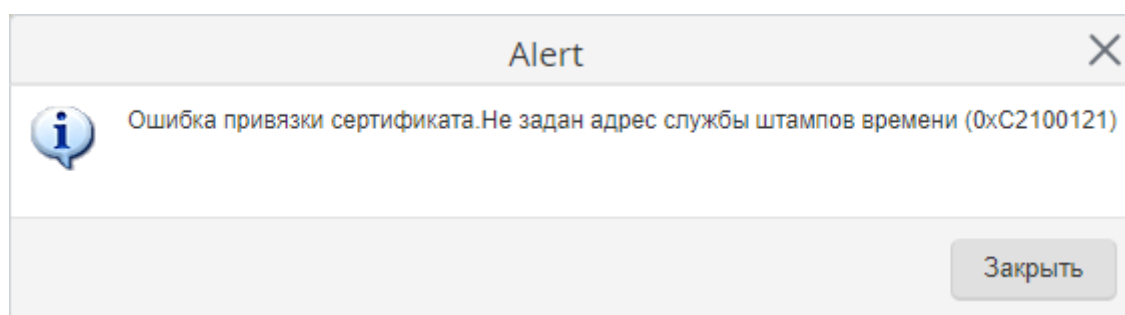 Alert
Ошибка привязки сертификата.Не задан адрес службы штампов времени (0xC2100121)
Закрыть